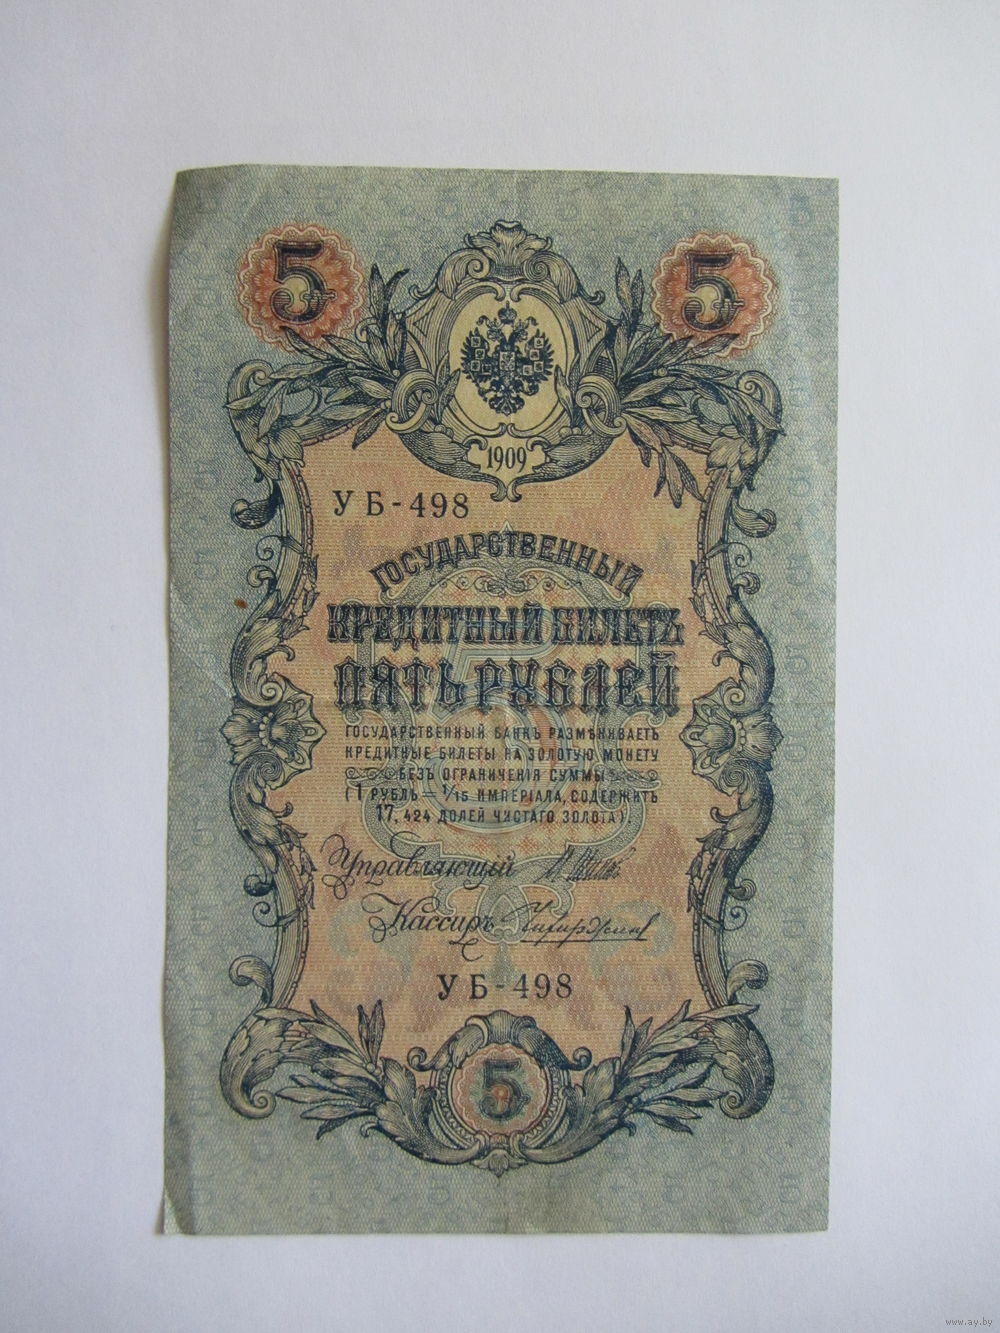 5 5
1909
УБ-498
ГОСУДАРСТВЕННЫЙ
КРЕДИТНЫЙ БИЛЕТЪ
ПЯТЬ РУБЛЕЙ
ГОСУДАРСТВЕННЫЙ БАНКЪ РАЗМѢНИВАЕТЪ
КРЕДИТНЫЕ БИЛЕТЫ НА ЗОЛОТУЮ МОНЕТУ
БЕЗЪ ОГРАНИЧЕНІЯ СУММЫ
(1 РУБЛЬ = 1/15 ИМПЕРІАЛА, СОДЕРЖИТЪ
17,424 ДОЛЕЙ ЧИСТАГО ЗОЛОТА).
Управляющій
Кассиръ
УБ-498
5
www.ay.by